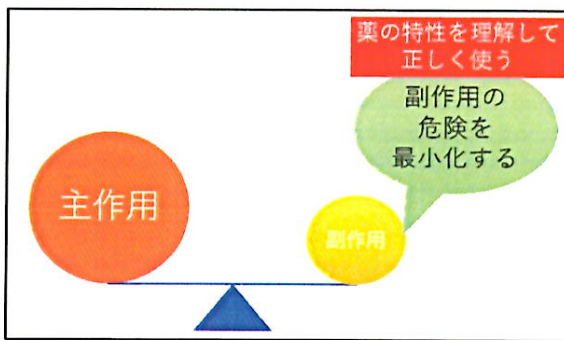 薬の特性を理解して
正しく使う
副作用の
危険を
最小化する
主作用
副作用